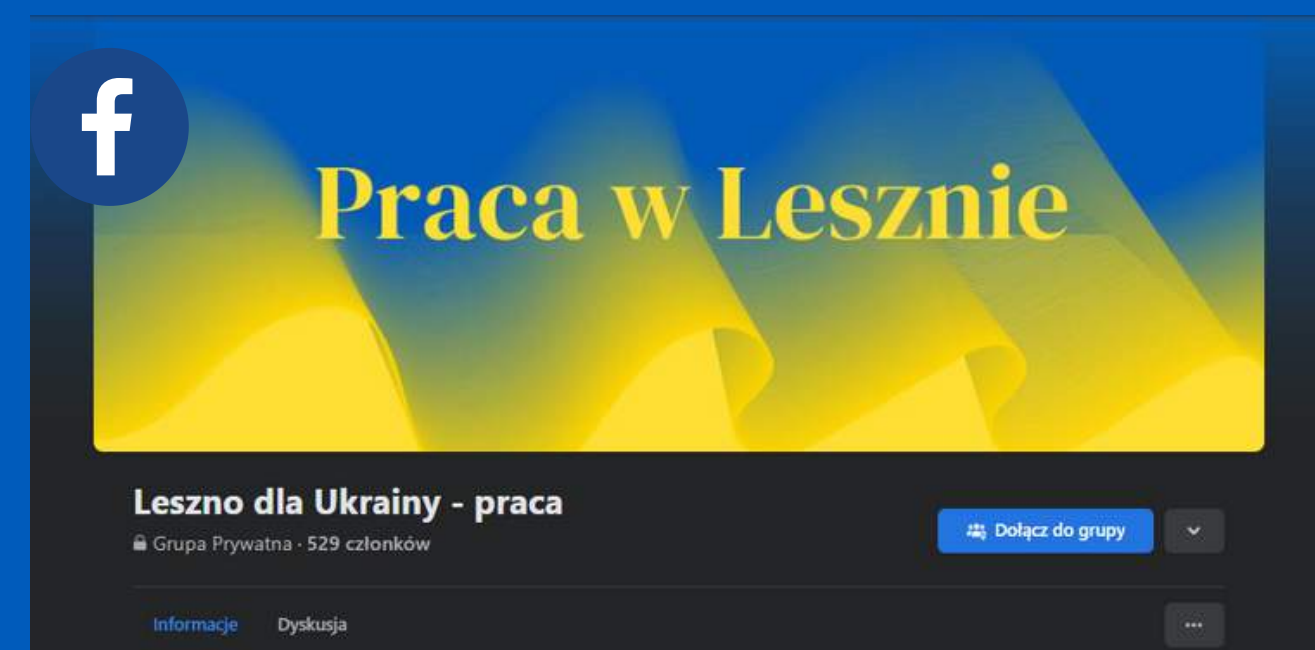 f
Praca w Lesznie
Leszno dla Ukrainy - praca
Grupa Prywatna · 529 członków
Dołącz do grupy
Informacje Dyskusja
...